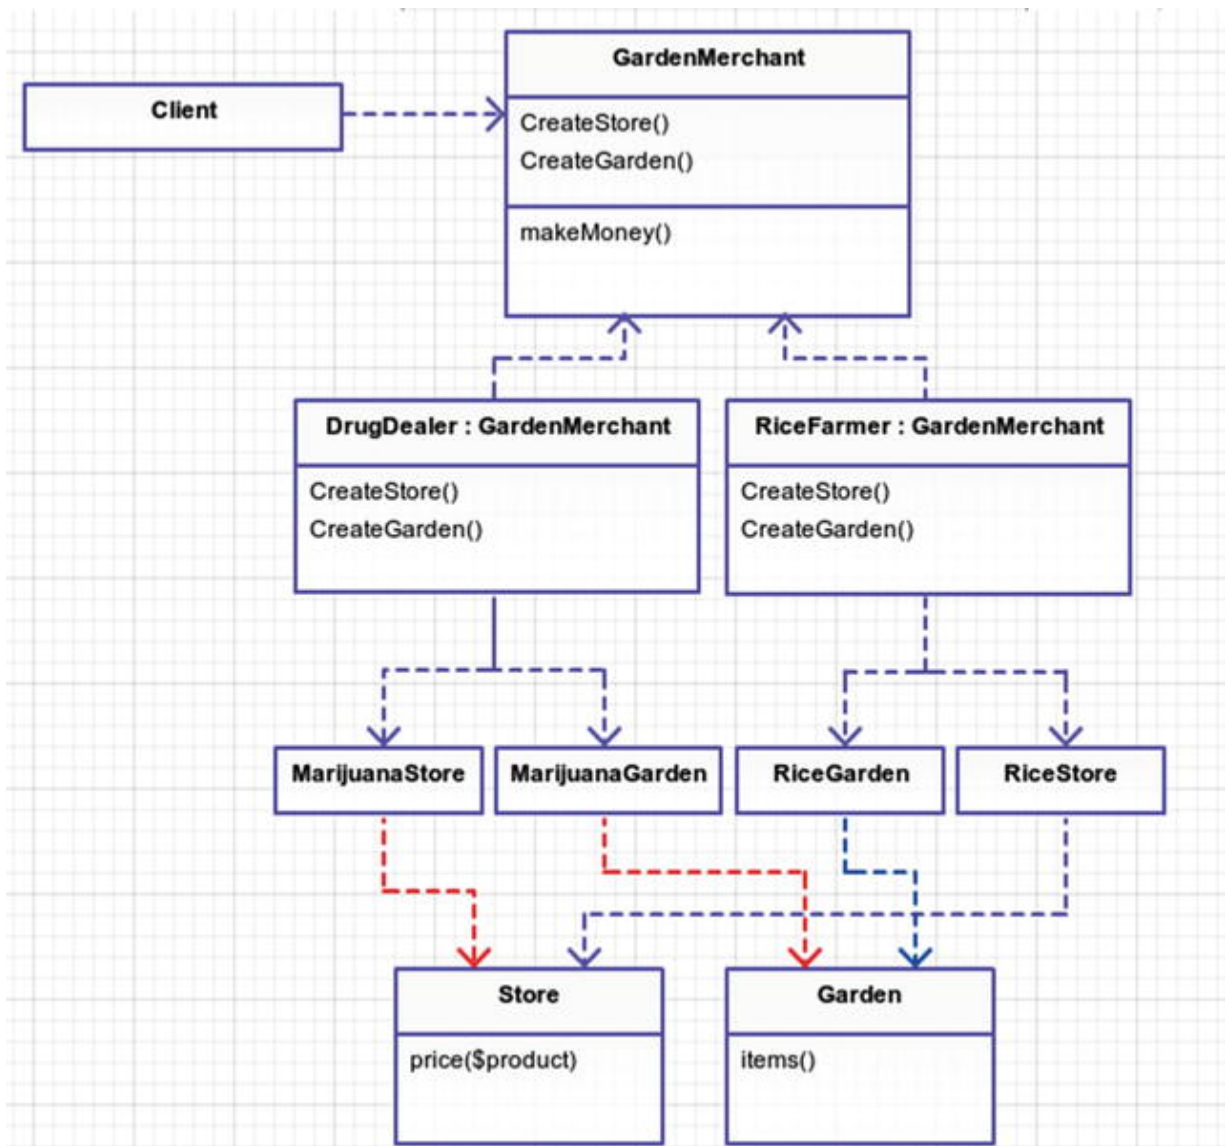 GardenMerchant
Client
CreateStore()
CreateGarden()
makeMoney()
DrugDealer : GardenMerchant
CreateStore()
CreateGarden()
RiceFarmer : GardenMerchant
CreateStore()
CreateGarden()
MarijuanaStore
MarijuanaGarden
RiceGarden
RiceStore
Store
price($product)
Garden
items()